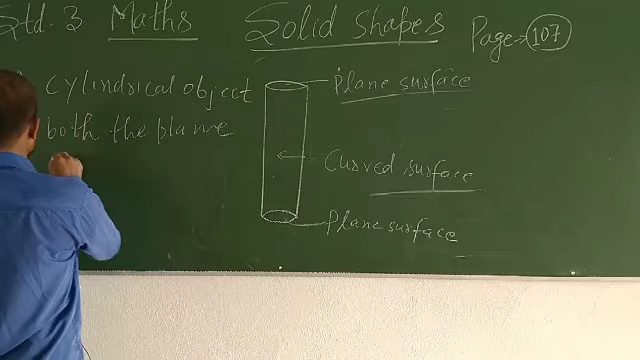 Std. 3 Maths Solid shapes Page→ 107
Cylindrical object
both the plane
Plane surface
Curved surface
Plane surface